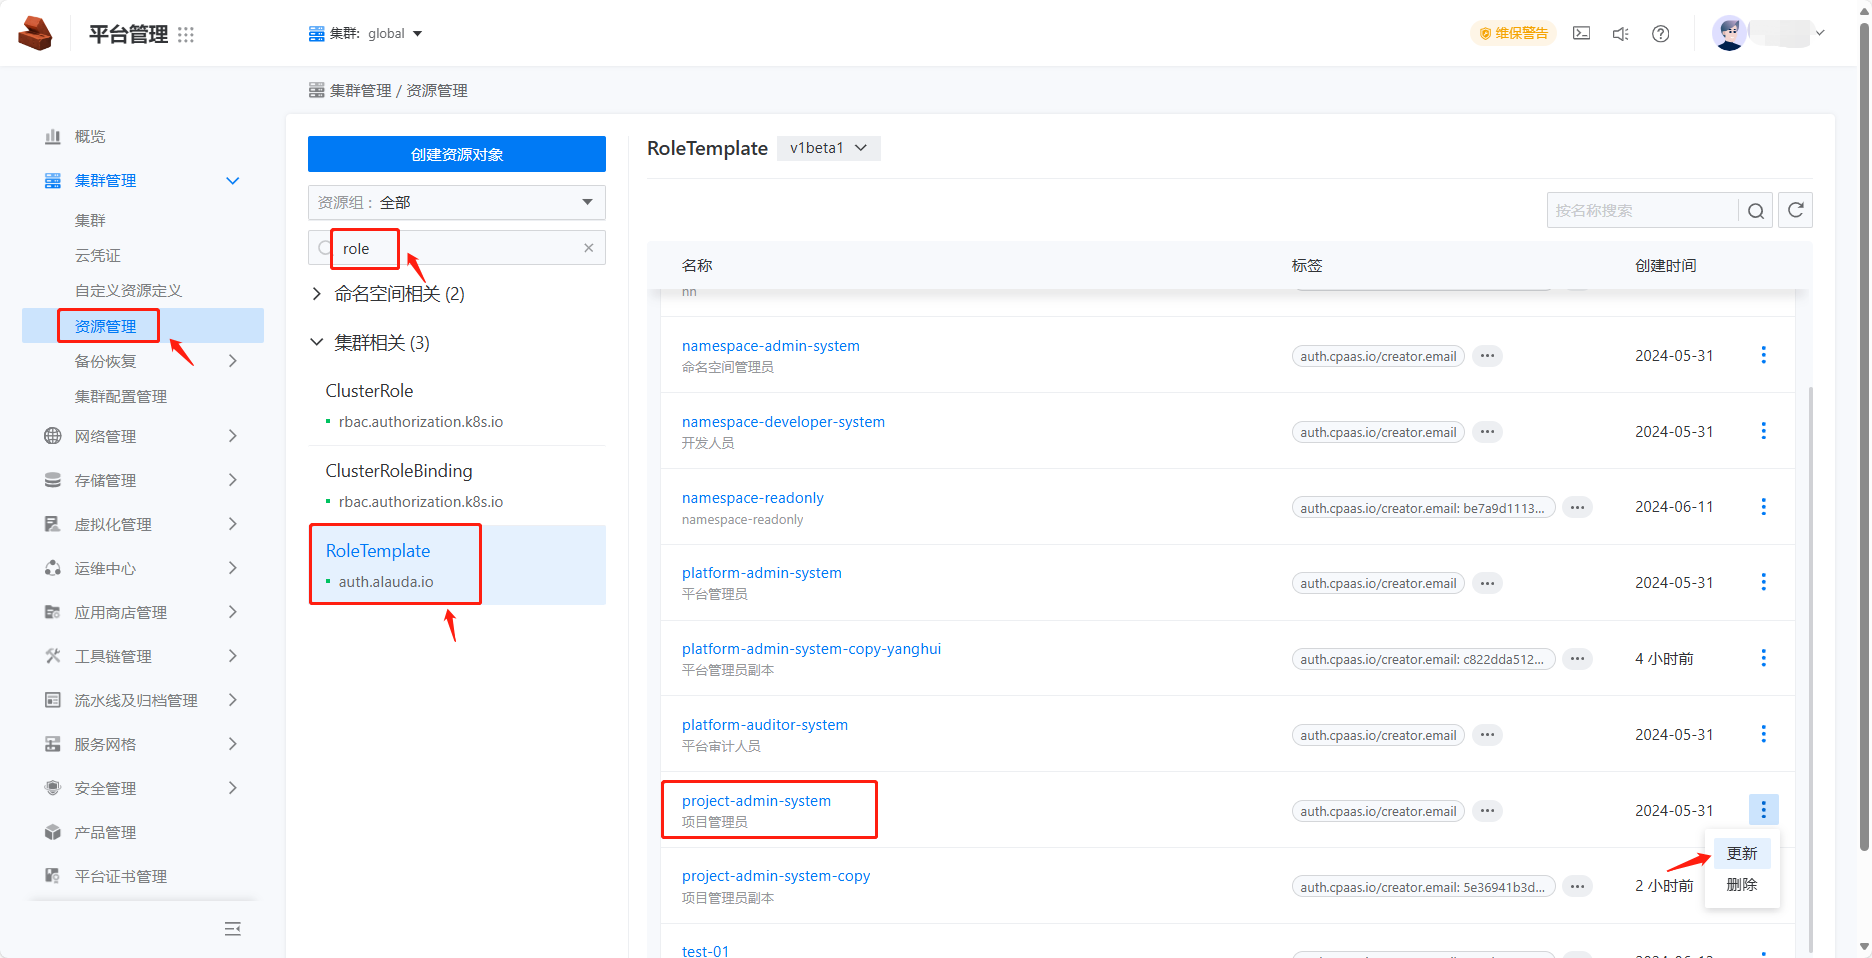 平台管理
集群: global
维保警告
集群管理 / 资源管理
概览
集群管理
集群
云凭证
自定义资源定义
资源管理
备份恢复
集群配置管理
网络管理
存储管理
虚拟化管理
运维中心
应用商店管理
工具链管理
流水线及归档管理
服务网格
安全管理
产品管理
平台证书管理
创建资源对象
资源组 : 全部
role
命名空间相关 (2)
集群相关 (3)
ClusterRole
rbac.authorization.k8s.io
ClusterRoleBinding
rbac.authorization.k8s.io
RoleTemplate
auth.alauda.io
RoleTemplate v1beta1
按名称搜索
名称 标签 创建时间
namespace-admin-system
命名空间管理员
auth.cpaas.io/creator.email ... 2024-05-31
namespace-developer-system
开发人员
auth.cpaas.io/creator.email ... 2024-05-31
namespace-readonly
namespace-readonly
auth.cpaas.io/creator.email: be7a9d1113... ... 2024-06-11
platform-admin-system
平台管理员
auth.cpaas.io/creator.email ... 2024-05-31
platform-admin-system-copy-yanghui
平台管理员副本
auth.cpaas.io/creator.email: c822dda512... ... 4 小时前
platform-auditor-system
平台审计人员
auth.cpaas.io/creator.email ... 2024-05-31
project-admin-system
项目管理员
auth.cpaas.io/creator.email ... 2024-05-31
更新
删除
project-admin-system-copy
项目管理员副本
auth.cpaas.io/creator.email: 5e36941b3d... ... 2 小时前
test-01